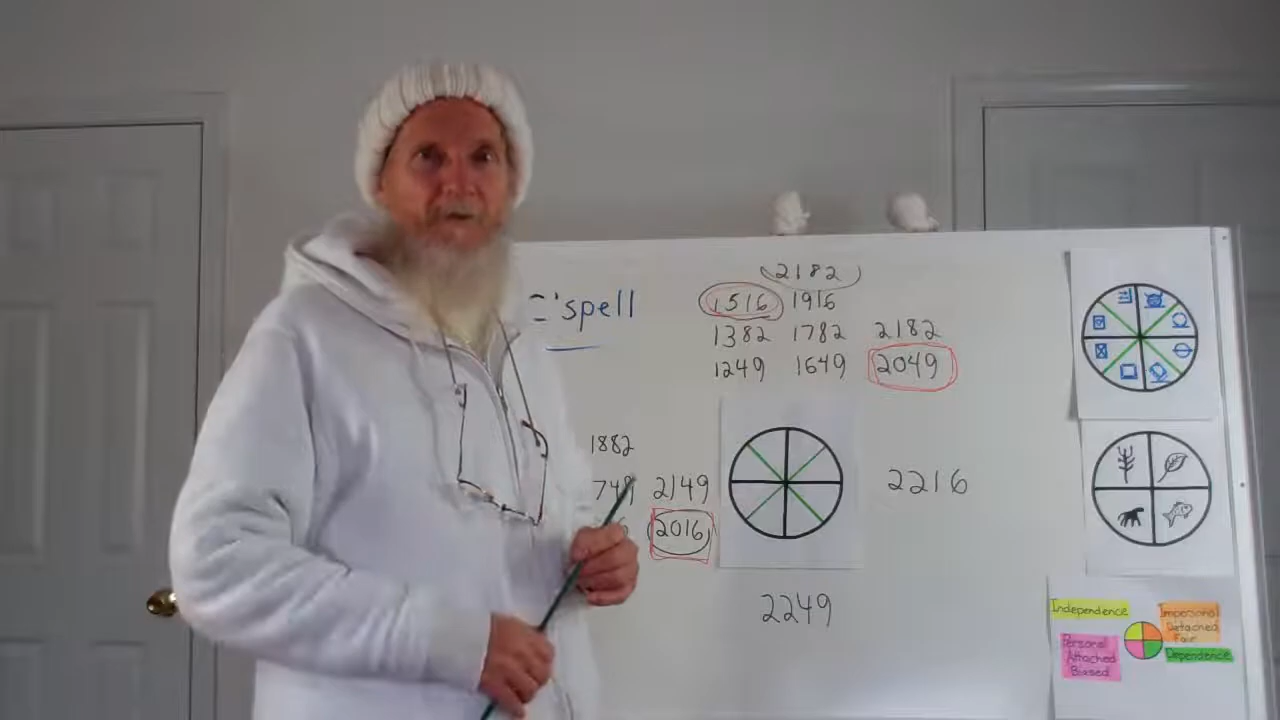 'spell
2182
1516 1916
1382 1782 2182
1249 1649 2049
1882
749 2149
2016
2216
2249
Independence
Impersonal
Detached
Fair
Personal
Attached
Biased
Dependence